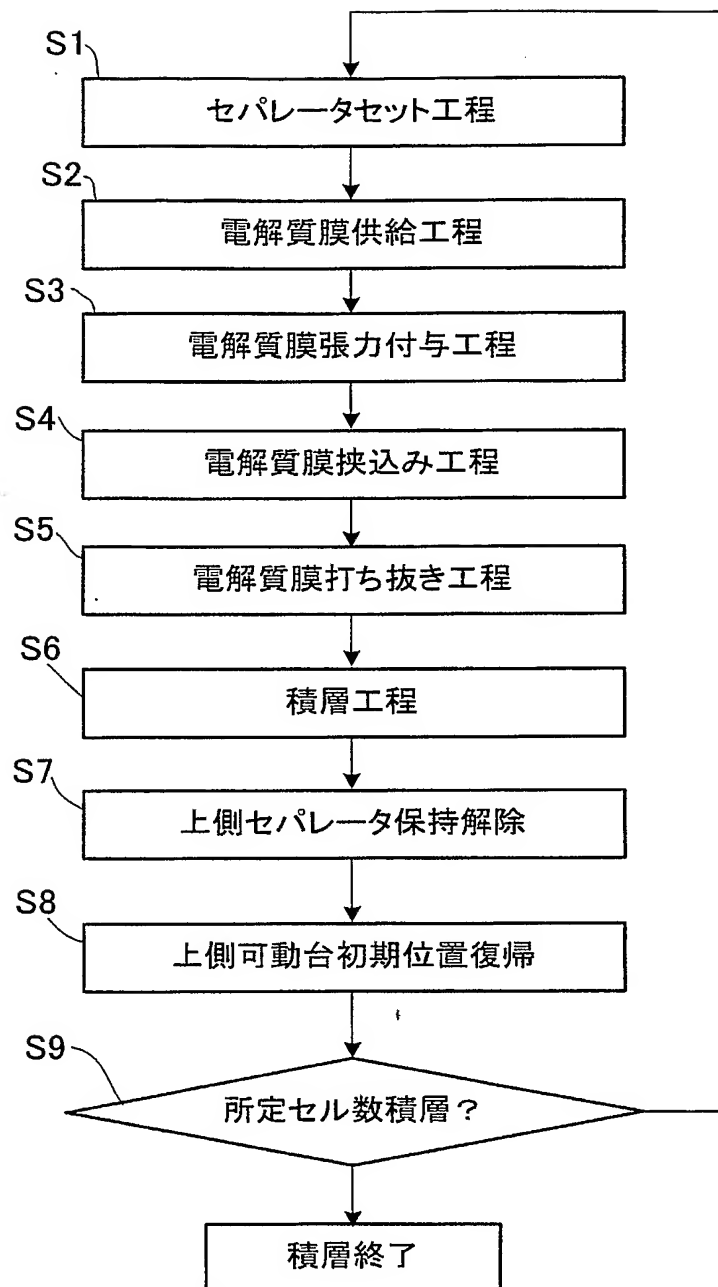 S1
セパレータセット工程
S2
電解質膜供給工程
S3
電解質膜張力付与工程
S4
電解質膜挟込み工程
S5
電解質膜打ち抜き工程
S6
積層工程
S7
上側セパレータ保持解除
S8
上側可動台初期位置復帰
S9
所定セル数積層？
積層終了